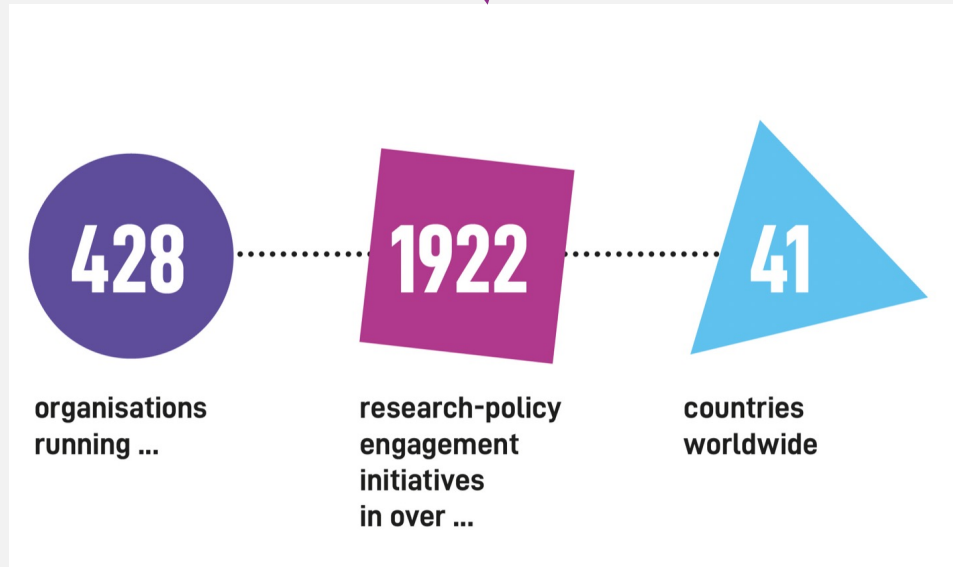 428
organisations
running ...
1922
research-policy
engagement
initiatives
in over ...
41
countries
worldwide